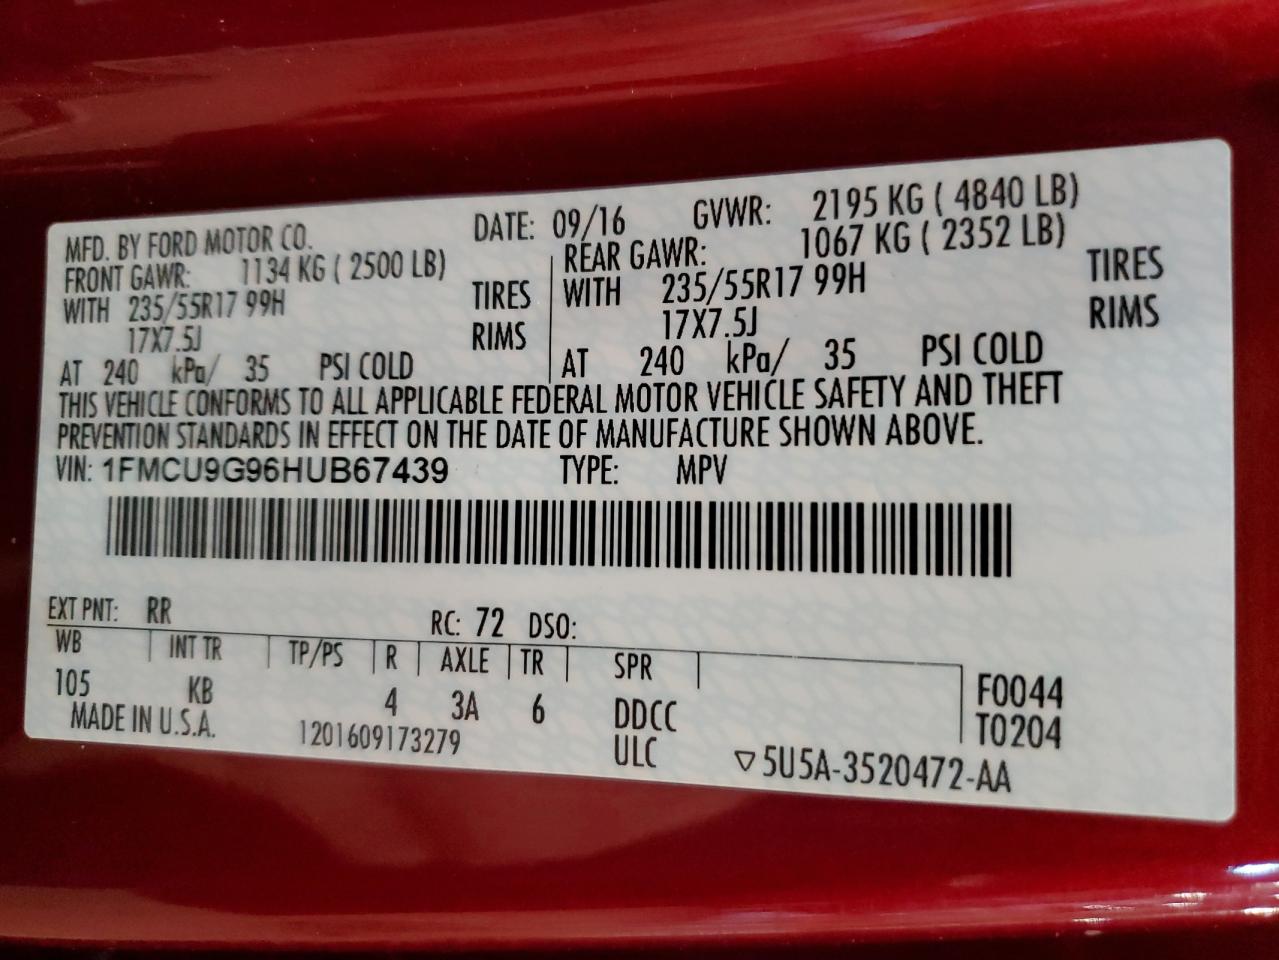 MFD. BY FORD MOTOR CO. DATE: 09/16 GVWR: 2195 KG ( 4840 LB)
FRONT GAWR: 1134 KG ( 2500 LB) REAR GAWR: 1067 KG ( 2352 LB)
WITH 235/55R17 99H TIRES WITH 235/55R17 99H TIRES
17X7.5J RIMS 17X7.5J RIMS
AT 240 kPa/ 35 PSI COLD AT 240 kPa/ 35 PSI COLD
THIS VEHICLE CONFORMS TO ALL APPLICABLE FEDERAL MOTOR VEHICLE SAFETY AND THEFT
PREVENTION STANDARDS IN EFFECT ON THE DATE OF MANUFACTURE SHOWN ABOVE.
VIN: 1FMCU9G96HUB67439 TYPE: MPV
EXT PNT: RR RC: 72 DSO:
WB INT TR TP/PS R AXLE TR SPR
105 KB 4 3A 6 DDCC F0044
MADE IN U.S.A. 1201609173279 ULC T0204
▽5U5A-3520472-AA